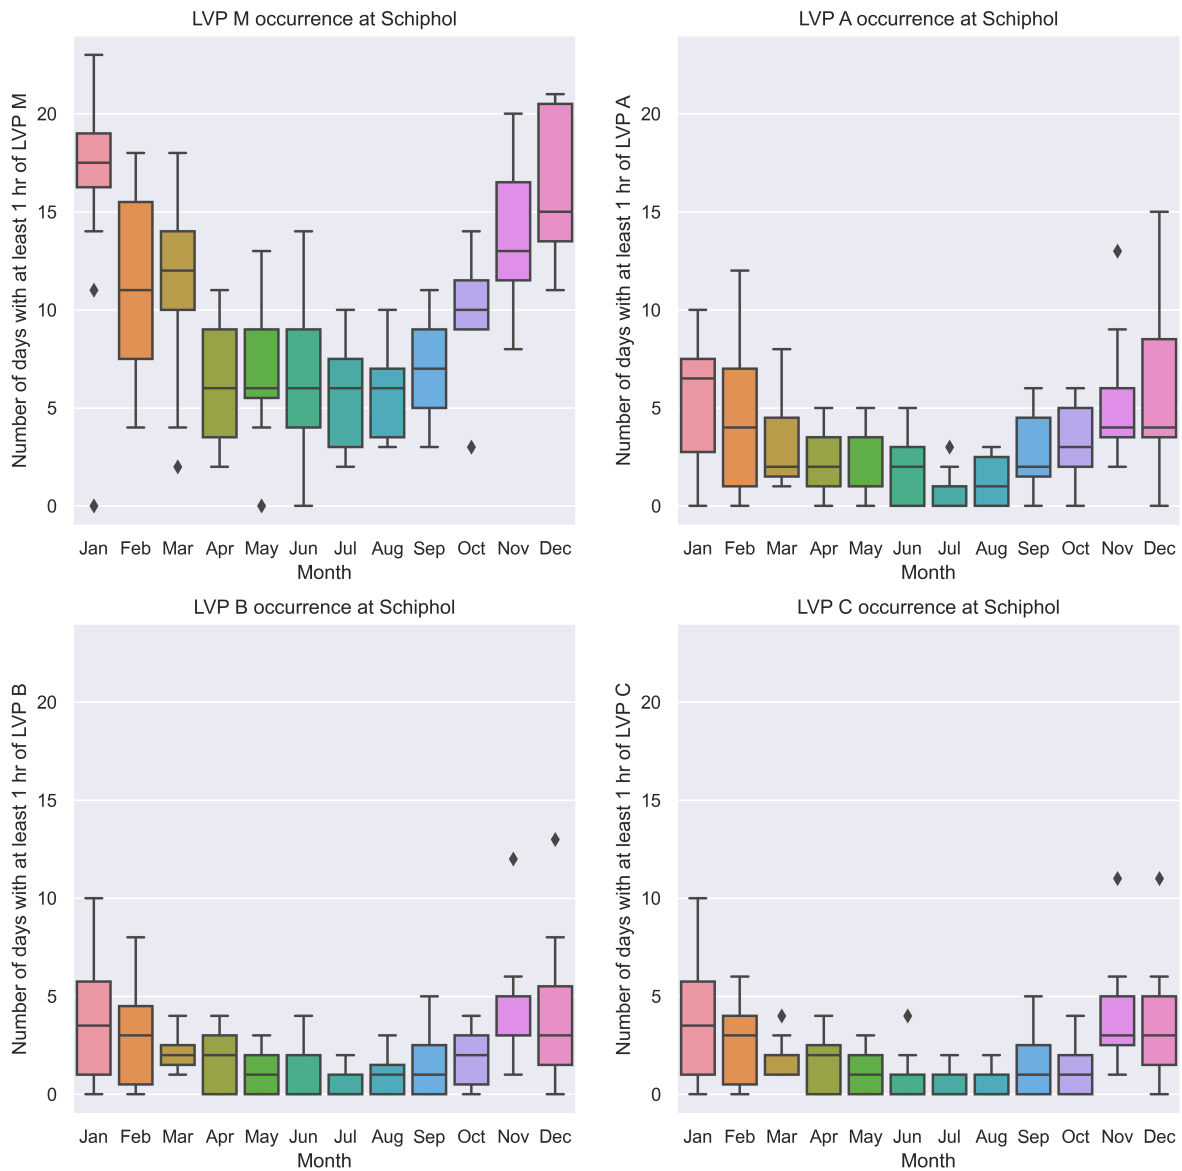 LVP M occurrence at Schiphol
Number of days with at least 1 hr of LVP M
20
15
10
5
0
Jan Feb Mar Apr May Jun Jul Aug Sep Oct Nov Dec
Month
LVP A occurrence at Schiphol
Number of days with at least 1 hr of LVP A
20
15
10
5
0
Jan Feb Mar Apr May Jun Jul Aug Sep Oct Nov Dec
Month
LVP B occurrence at Schiphol
Number of days with at least 1 hr of LVP B
20
15
10
5
0
Jan Feb Mar Apr May Jun Jul Aug Sep Oct Nov Dec
Month
LVP C occurrence at Schiphol
Number of days with at least 1 hr of LVP C
20
15
10
5
0
Jan Feb Mar Apr May Jun Jul Aug Sep Oct Nov Dec
Month